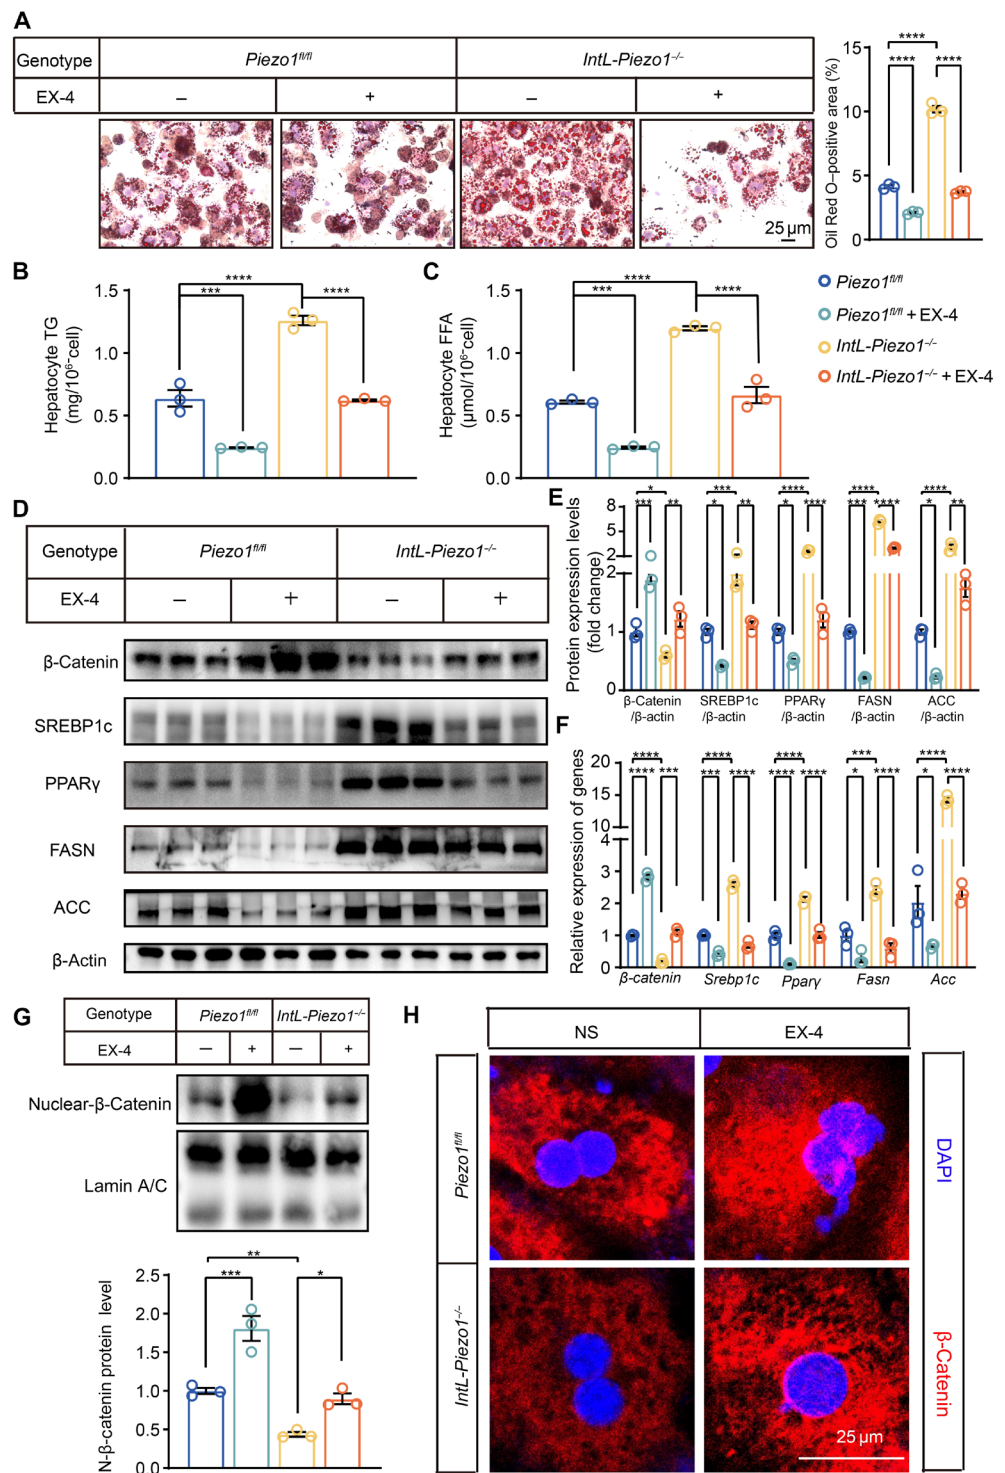 A
Genotype Piezo1fl/fl IntL-Piezo1−/−
EX-4 − + − +
25 μm
Oil Red O–positive area (%)
15
10
5
0
**** **** ****
B
Hepatocyte TG
(mg/10⁶-cell)
1.5
1.0
0.5
0.0
**** *** ****
C
Hepatocyte FFA
(μmol/10⁶-cell)
1.5
1.0
0.5
0.0
**** *** ****
Piezo1fl/fl
Piezo1fl/fl + EX-4
IntL-Piezo1−/−
IntL-Piezo1−/− + EX-4
D
Genotype Piezo1fl/fl IntL-Piezo1−/−
EX-4 − + − +
β-Catenin
SREBP1c
PPARγ
FASN
ACC
β-Actin
E
Protein expression levels
(fold change)
8
6
4
2
2
1
0
* *** **** **** ****
*** ** * ** * **** *** **** * **
β-Catenin SREBP1c PPARγ FASN ACC
/β-actin /β-actin /β-actin /β-actin /β-actin
F
Relative expression of genes
20
15
10
4
3
2
1
0
**** **** **** *** ****
**** *** *** **** **** **** * **** * ****
β-catenin Srebp1c Pparγ Fasn Acc
G
Genotype Piezo1fl/fl IntL-Piezo1−/−
EX-4 − + − +
Nuclear-β-Catenin
Lamin A/C
N-β-catenin protein level
2.5
2.0
1.5
1.0
0.5
0.0
** *** *
H
NS EX-4
Piezo1fl/fl
IntL-Piezo1−/−
DAPI
β-Catenin
25 μm